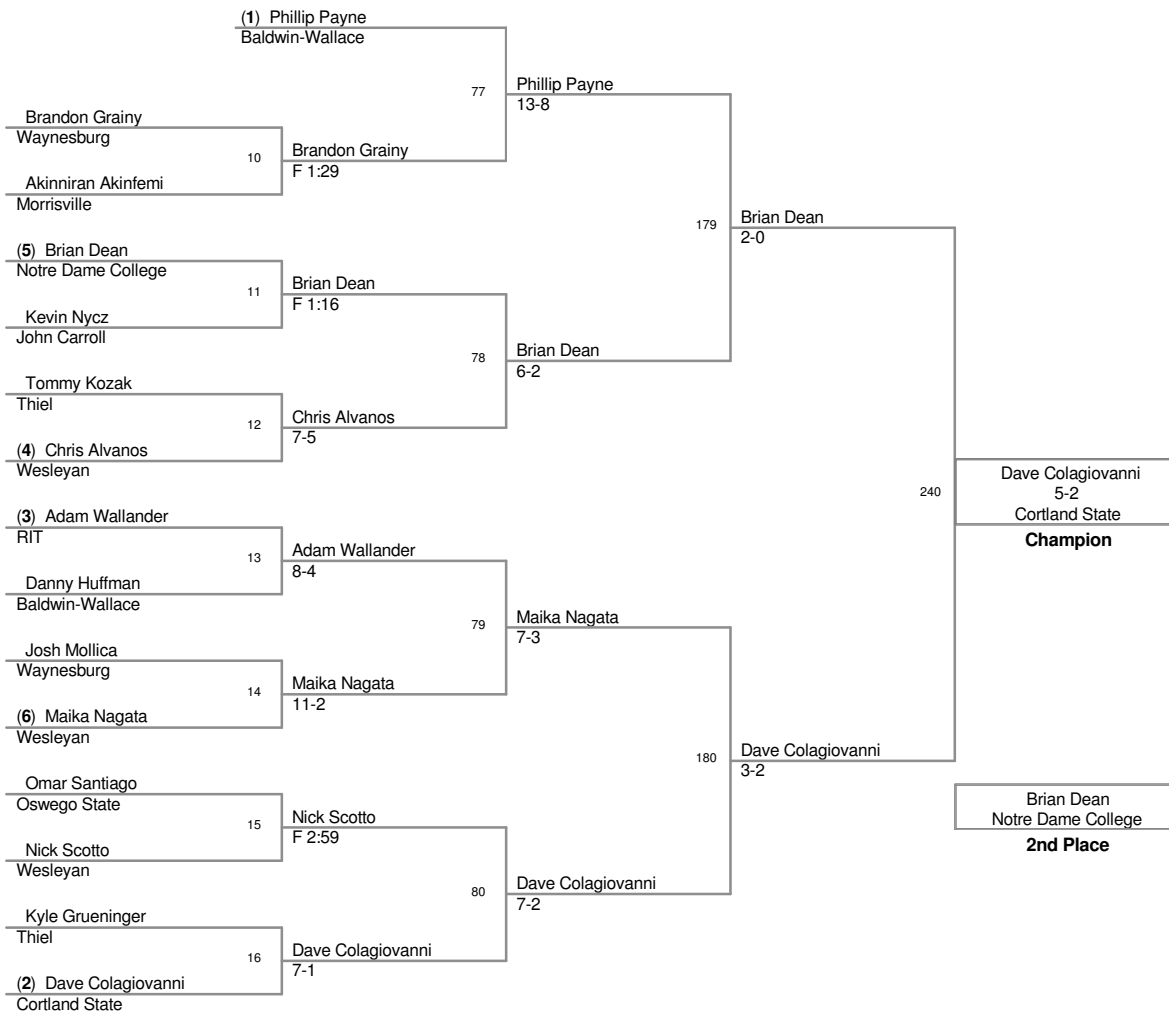 (1) Phillip Payne
Baldwin-Wallace
77
Phillip Payne
13-8
Brandon Grainy
Waynesburg
10
Brandon Grainy
F 1:29
Akinniran Akinfemi
Morrisville
179
Brian Dean
2-0
(5) Brian Dean
Notre Dame College
11
Brian Dean
F 1:16
Kevin Nycz
John Carroll
78
Brian Dean
6-2
Tommy Kozak
Thiel
12
Chris Alvanos
7-5
(4) Chris Alvanos
Wesleyan
240
Dave Colagiovanni
5-2
Cortland State
Champion
(3) Adam Wallander
RIT
13
Adam Wallander
8-4
Danny Huffman
Baldwin-Wallace
79
Maika Nagata
7-3
Josh Mollica
Waynesburg
14
Maika Nagata
11-2
(6) Maika Nagata
Wesleyan
180
Dave Colagiovanni
3-2
Omar Santiago
Oswego State
15
Nick Scotto
F 2:59
Nick Scotto
Wesleyan
Brian Dean
Notre Dame College
2nd Place
80
Dave Colagiovanni
7-2
Kyle Grueninger
Thiel
16
Dave Colagiovanni
7-1
(2) Dave Colagiovanni
Cortland State